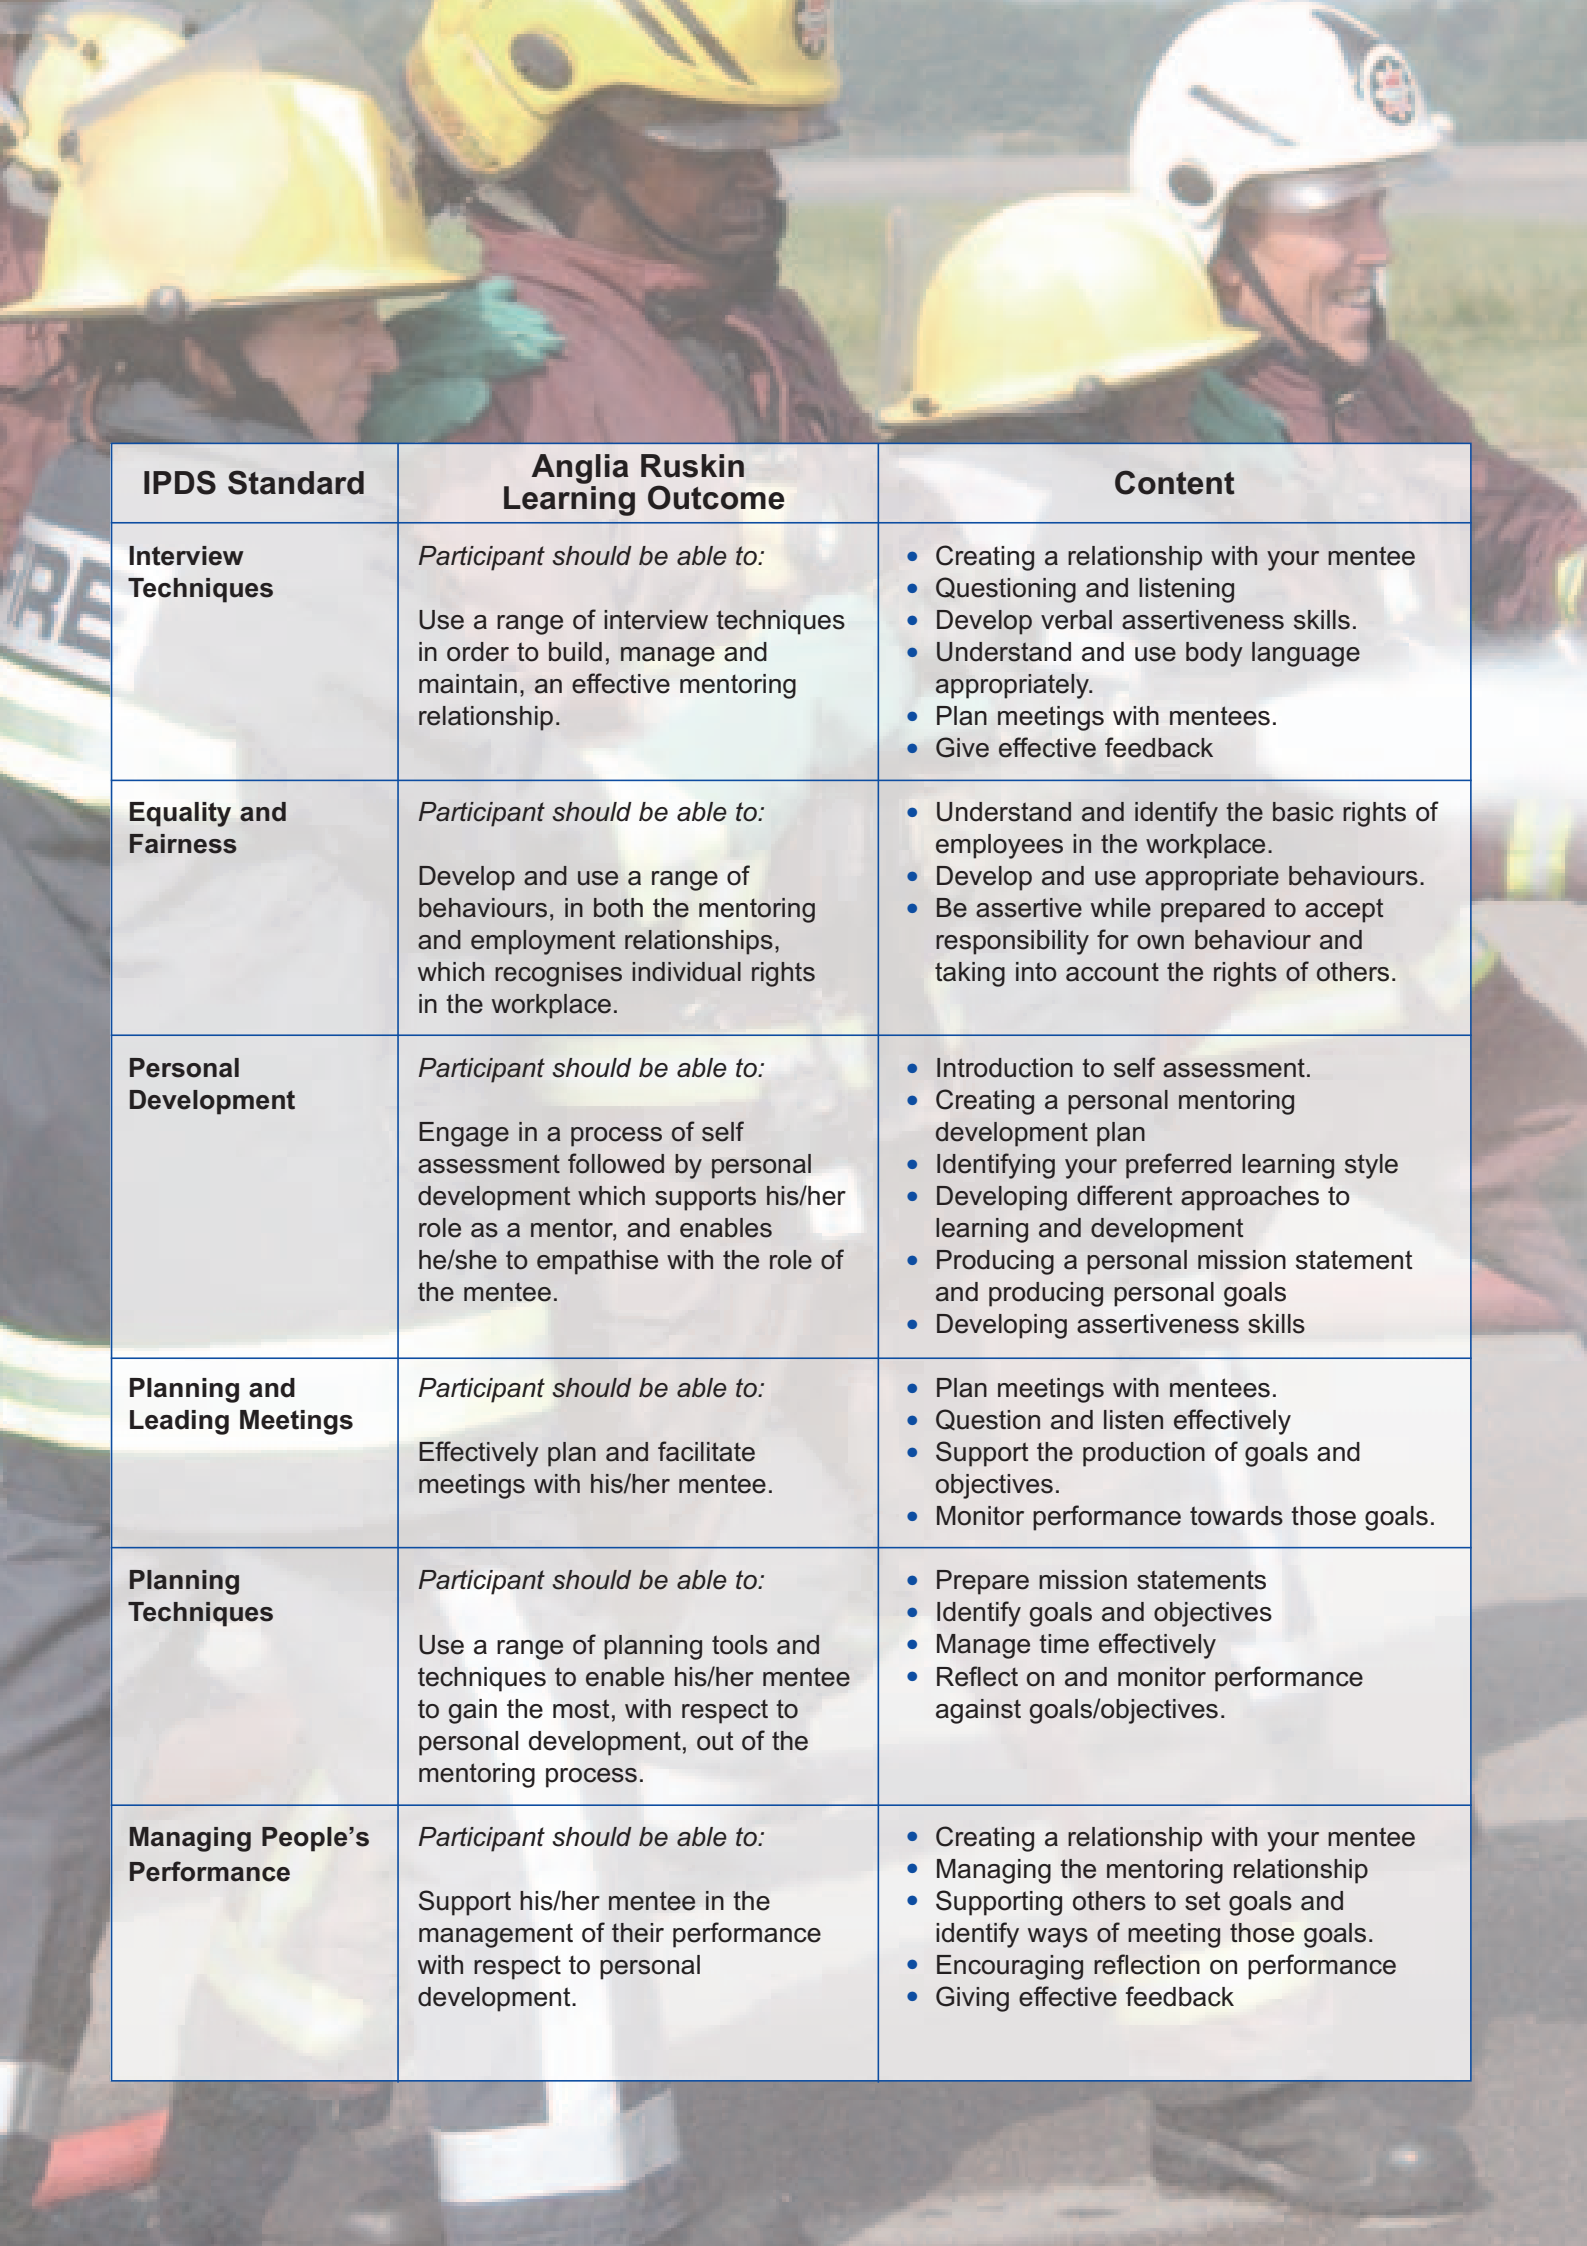 IPDS Standard
Anglia Ruskin
Learning Outcome
Content
Interview
Techniques
Participant should be able to:
Use a range of interview techniques
in order to build, manage and
maintain, an effective mentoring
relationship.
• Creating a relationship with your mentee
• Questioning and listening
• Develop verbal assertiveness skills.
• Understand and use body language
appropriately.
• Plan meetings with mentees.
• Give effective feedback
Equality and
Fairness
Participant should be able to:
Develop and use a range of
behaviours, in both the mentoring
and employment relationships,
which recognises individual rights
in the workplace.
• Understand and identify the basic rights of
employees in the workplace.
• Develop and use appropriate behaviours.
• Be assertive while prepared to accept
responsibility for own behaviour and
taking into account the rights of others.
Personal
Development
Participant should be able to:
Engage in a process of self
assessment followed by personal
development which supports his/her
role as a mentor, and enables
he/she to empathise with the role of
the mentee.
• Introduction to self assessment.
• Creating a personal mentoring
development plan
• Identifying your preferred learning style
• Developing different approaches to
learning and development
• Producing a personal mission statement
and producing personal goals
• Developing assertiveness skills
Planning and
Leading Meetings
Participant should be able to:
Effectively plan and facilitate
meetings with his/her mentee.
• Plan meetings with mentees.
• Question and listen effectively
• Support the production of goals and
objectives.
• Monitor performance towards those goals.
Planning
Techniques
Participant should be able to:
Use a range of planning tools and
techniques to enable his/her mentee
to gain the most, with respect to
personal development, out of the
mentoring process.
• Prepare mission statements
• Identify goals and objectives
• Manage time effectively
• Reflect on and monitor performance
against goals/objectives.
Managing People’s
Performance
Participant should be able to:
Support his/her mentee in the
management of their performance
with respect to personal
development.
• Creating a relationship with your mentee
• Managing the mentoring relationship
• Supporting others to set goals and
identify ways of meeting those goals.
• Encouraging reflection on performance
• Giving effective feedback
RE